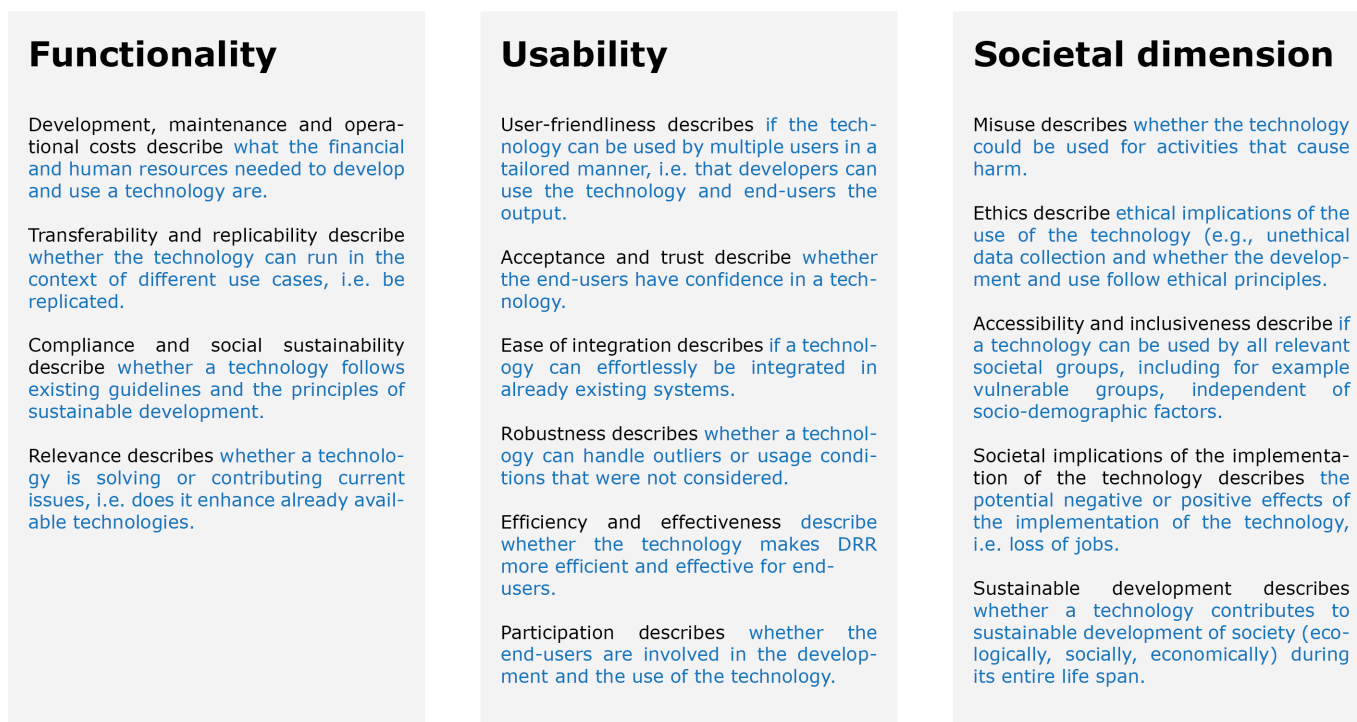 Functionality
Development, maintenance and opera-
tional costs describe what the financial
and human resources needed to develop
and use a technology are.
Transferability and replicability describe
whether the technology can run in the
context of different use cases, i.e. be
replicated.
Compliance and social sustainability
describe whether a technology follows
existing guidelines and the principles of
sustainable development.
Relevance describes whether a technolo-
gy is solving or contributing current
issues, i.e. does it enhance already avail-
able technologies.
Usability
User-friendliness describes if the tech-
nology can be used by multiple users in a
tailored manner, i.e. that developers can
use the technology and end-users the
output.
Acceptance and trust describe whether
the end-users have confidence in a tech-
nology.
Ease of integration describes if a technol-
ogy can effortlessly be integrated in
already existing systems.
Robustness describes whether a technol-
ogy can handle outliers or usage condi-
tions that were not considered.
Efficiency and effectiveness describe
whether the technology makes DRR
more efficient and effective for end-
users.
Participation describes whether the
end-users are involved in the develop-
ment and the use of the technology.
Societal dimension
Misuse describes whether the technology
could be used for activities that cause
harm.
Ethics describe ethical implications of the
use of the technology (e.g., unethical
data collection and whether the develop-
ment and use follow ethical principles.
Accessibility and inclusiveness describe if
a technology can be used by all relevant
societal groups, including for example
vulnerable groups, independent of
socio-demographic factors.
Societal implications of the implementa-
tion of the technology describes the
potential negative or positive effects of
the implementation of the technology,
i.e. loss of jobs.
Sustainable development describes
whether a technology contributes to
sustainable development of society (eco-
logically, socially, economically) during
its entire life span.